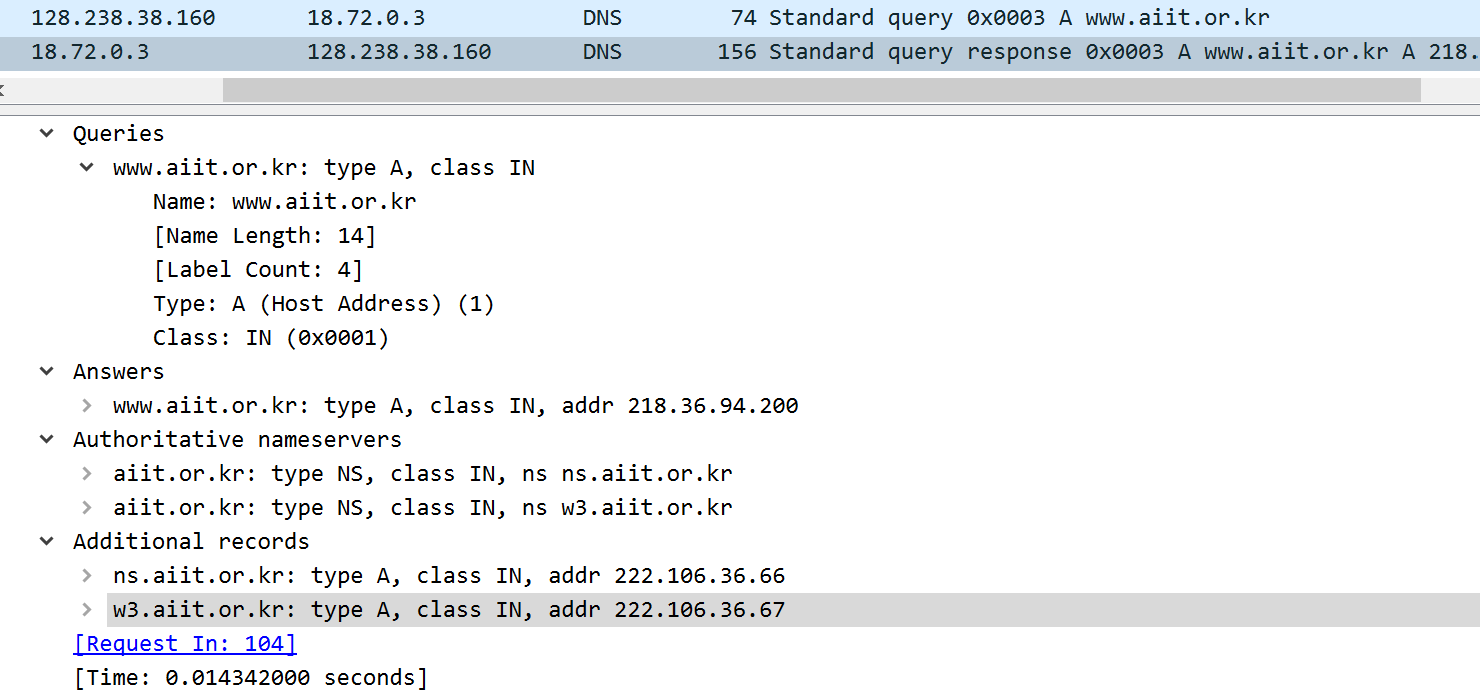 128.238.38.160 18.72.0.3 DNS 74 Standard query 0x0003 A www.aiit.or.kr
18.72.0.3 128.238.38.160 DNS 156 Standard query response 0x0003 A www.aiit.or.kr A 218.
Queries
www.aiit.or.kr: type A, class IN
Name: www.aiit.or.kr
[Name Length: 14]
[Label Count: 4]
Type: A (Host Address) (1)
Class: IN (0x0001)
Answers
www.aiit.or.kr: type A, class IN, addr 218.36.94.200
Authoritative nameservers
aiit.or.kr: type NS, class IN, ns ns.aiit.or.kr
aiit.or.kr: type NS, class IN, ns w3.aiit.or.kr
Additional records
ns.aiit.or.kr: type A, class IN, addr 222.106.36.66
w3.aiit.or.kr: type A, class IN, addr 222.106.36.67
[Request In: 104]
[Time: 0.014342000 seconds]